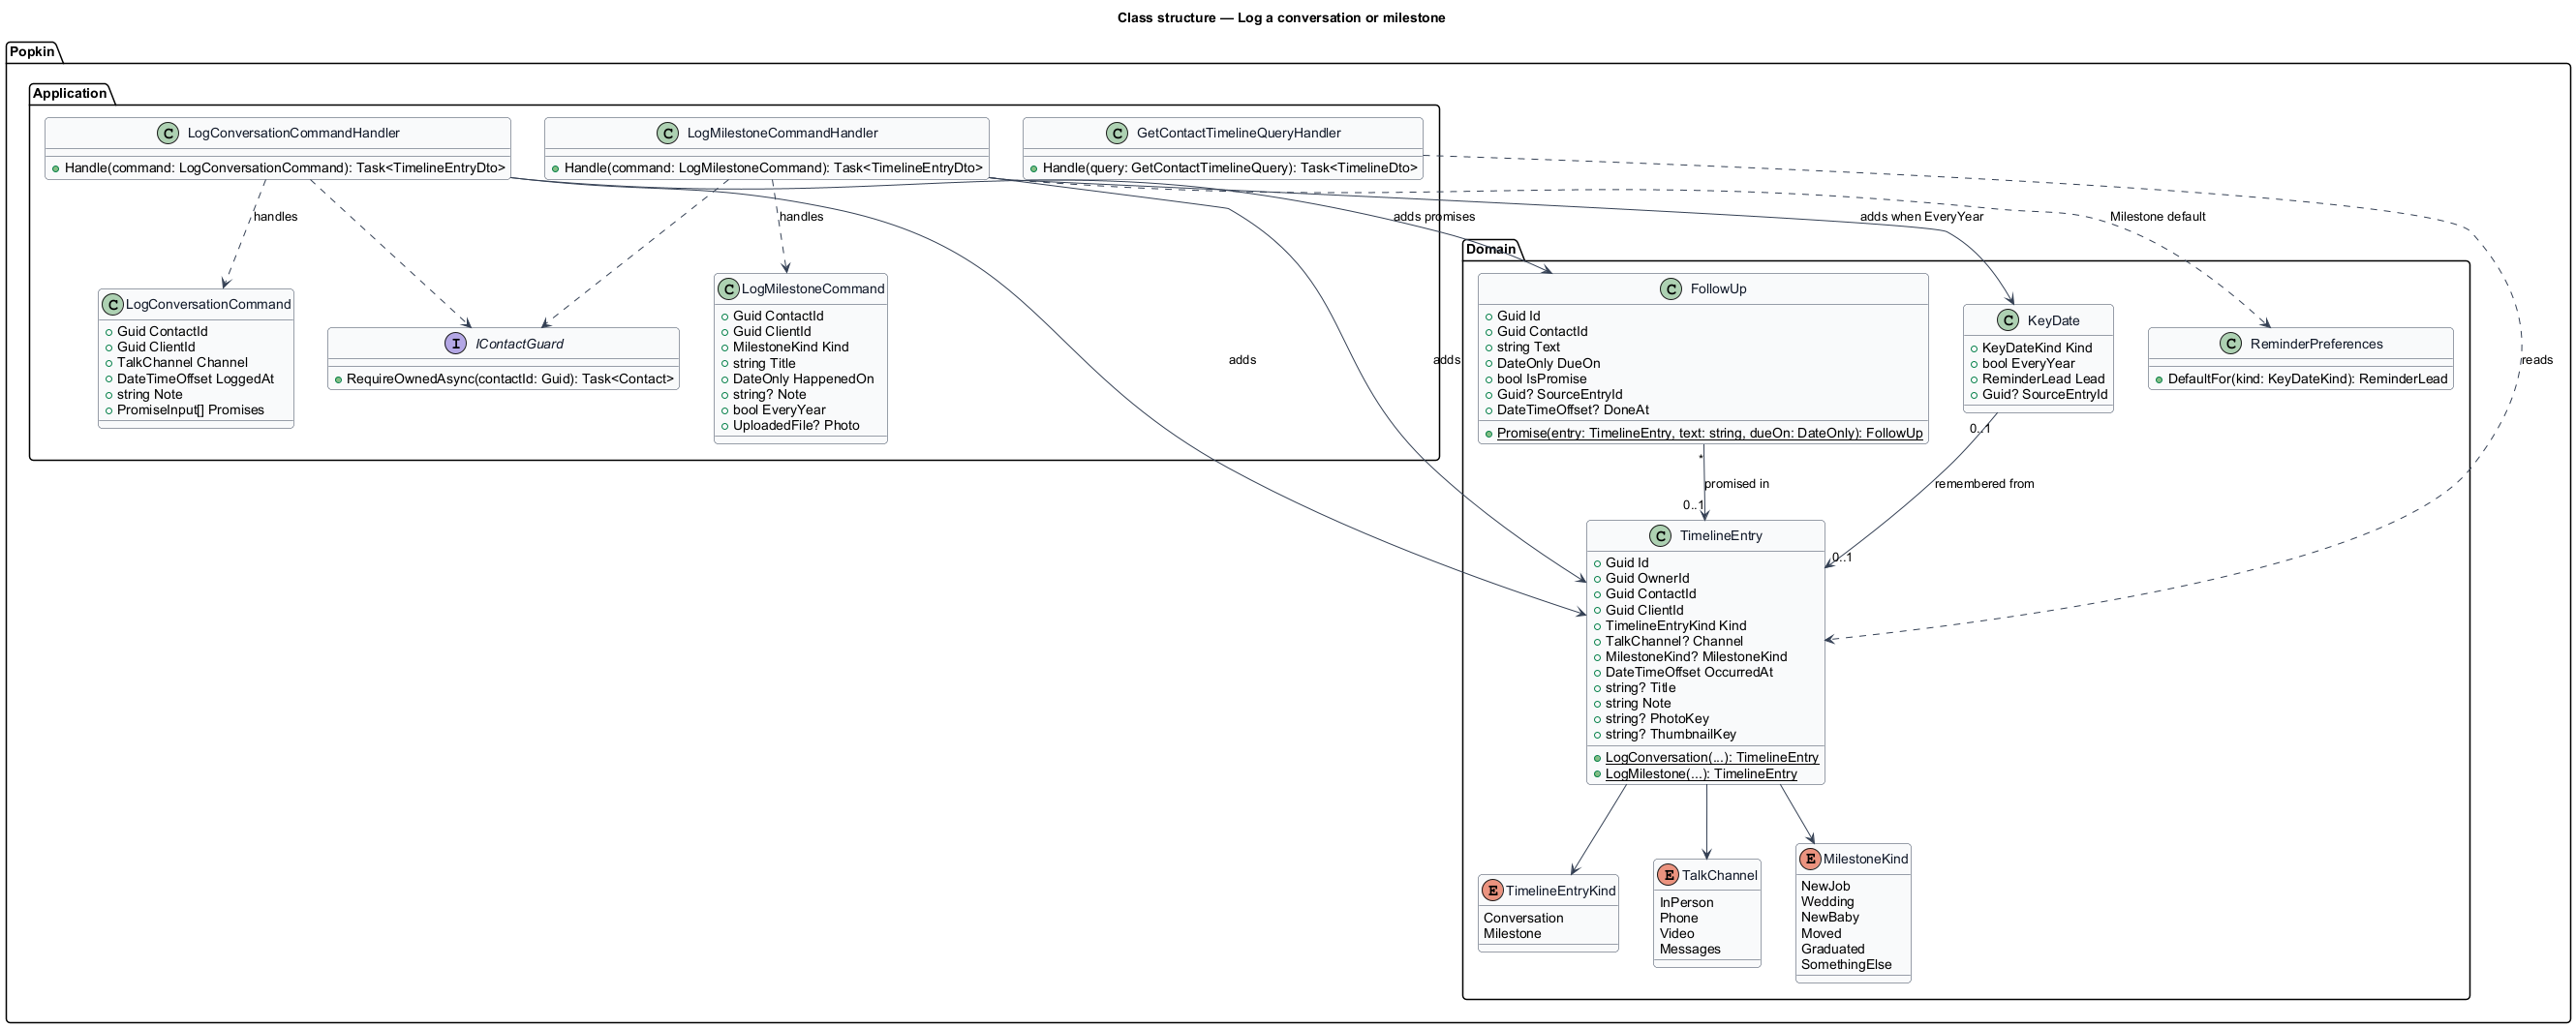 Class structure — Log a conversation or milestone
Popkin
Application
C LogConversationCommandHandler
Handle(command: LogConversationCommand): Task<TimelineEntryDto>
C LogMilestoneCommandHandler
Handle(command: LogMilestoneCommand): Task<TimelineEntryDto>
C GetContactTimelineQueryHandler
Handle(query: GetContactTimelineQuery): Task<TimelineDto>
handles
handles
adds promises
adds when EveryYear
Milestone default
C LogConversationCommand
Guid ContactId
Guid ClientId
TalkChannel Channel
DateTimeOffset LoggedAt
string Note
PromiseInput[] Promises
I IContactGuard
RequireOwnedAsync(contactId: Guid): Task<Contact>
C LogMilestoneCommand
Guid ContactId
Guid ClientId
MilestoneKind Kind
string Title
DateOnly HappenedOn
string? Note
bool EveryYear
UploadedFile? Photo
adds
adds
reads
Domain
C FollowUp
Guid Id
Guid ContactId
string Text
DateOnly DueOn
bool IsPromise
Guid? SourceEntryId
DateTimeOffset? DoneAt
Promise(entry: TimelineEntry, text: string, dueOn: DateOnly): FollowUp
C KeyDate
KeyDateKind Kind
bool EveryYear
ReminderLead Lead
Guid? SourceEntryId
C ReminderPreferences
DefaultFor(kind: KeyDateKind): ReminderLead
*
promised in
0..1
0..1
remembered from
0..1
C TimelineEntry
Guid Id
Guid OwnerId
Guid ContactId
Guid ClientId
TimelineEntryKind Kind
TalkChannel? Channel
MilestoneKind? MilestoneKind
DateTimeOffset OccurredAt
string? Title
string Note
string? PhotoKey
string? ThumbnailKey
LogConversation(...): TimelineEntry
LogMilestone(...): TimelineEntry
E TimelineEntryKind
Conversation
Milestone
E TalkChannel
InPerson
Phone
Video
Messages
E MilestoneKind
NewJob
Wedding
NewBaby
Moved
Graduated
SomethingElse